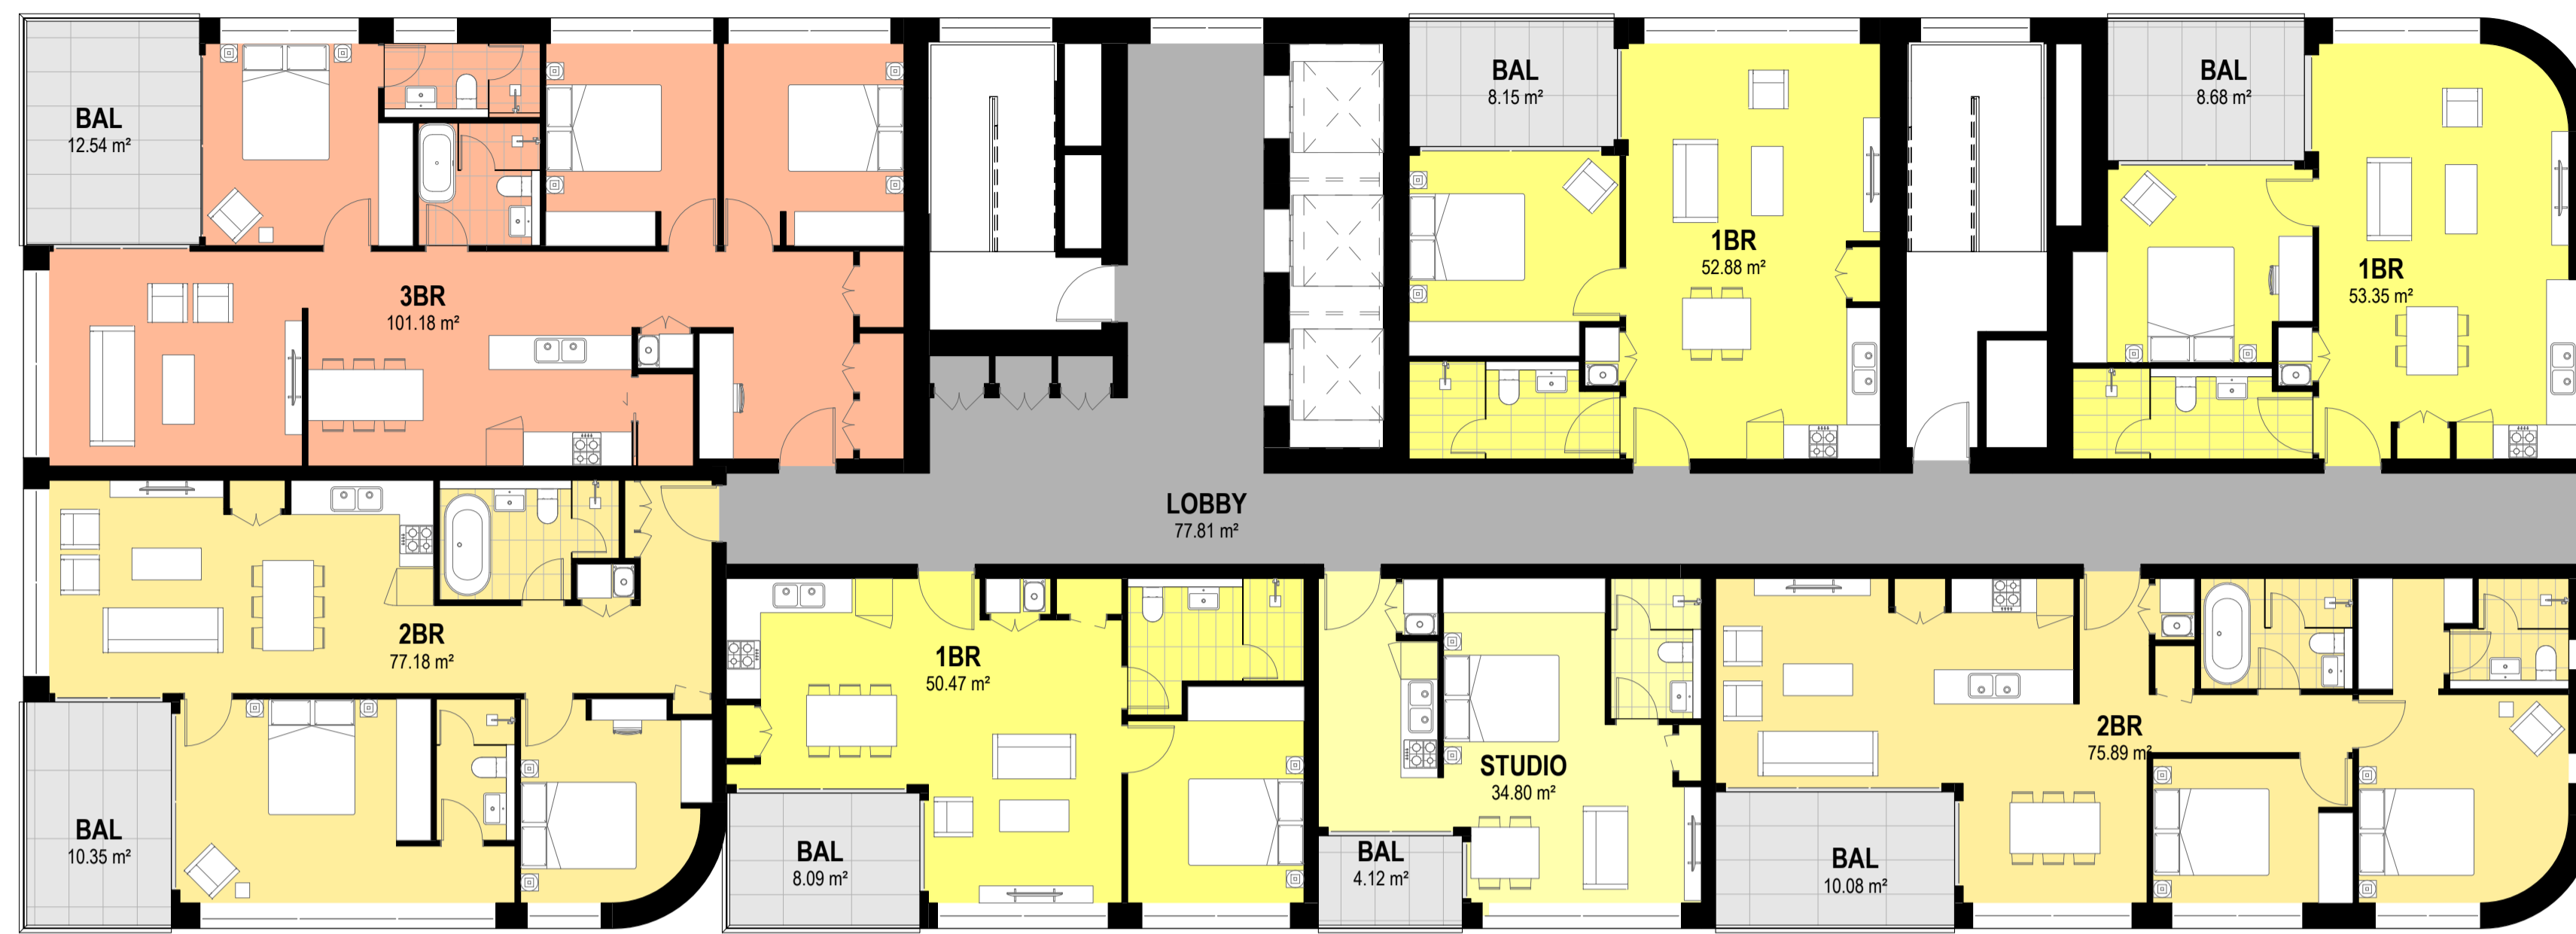 BAL
12.54 m²
3BR
101.18 m²
BAL
8.15 m²
1BR
52.88 m²
BAL
8.68 m²
1BR
53.35 m²
LOBBY
77.81 m²
2BR
77.18 m²
BAL
10.35 m²
1BR
50.47 m²
BAL
8.09 m²
STUDIO
34.80 m²
BAL
4.12 m²
2BR
75.89 m²
BAL
10.08 m²